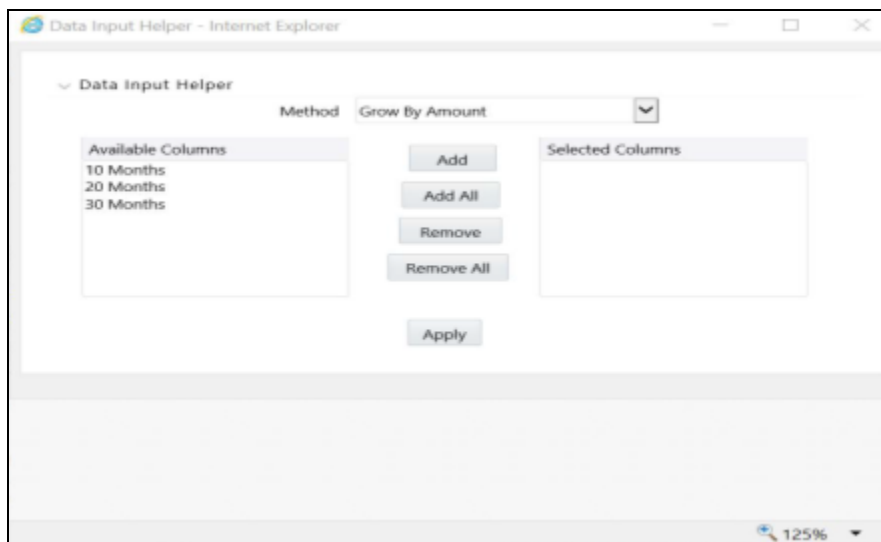 Data Input Helper - Internet Explorer
Data Input Helper
Method Grow By Amount
Available Columns
10 Months
20 Months
30 Months
Add
Add All
Remove
Remove All
Selected Columns
Apply
125%